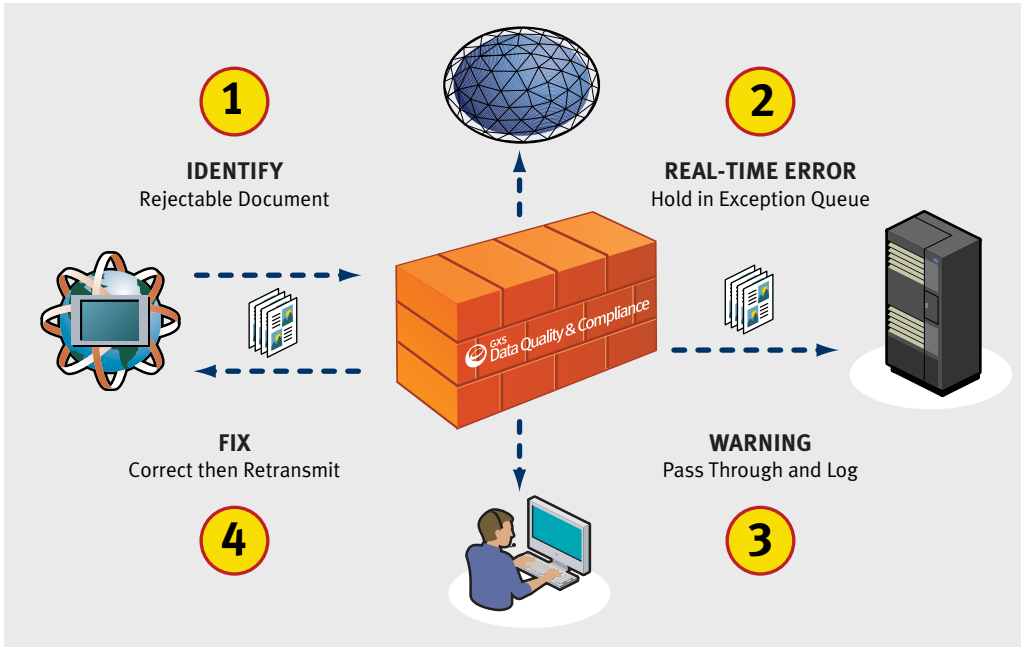 1
IDENTIFY
Rejectable Document
2
REAL-TIME ERROR
Hold in Exception Queue
GXS
Data Quality & Compliance
FIX
Correct then Retransmit
4
WARNING
Pass Through and Log
3